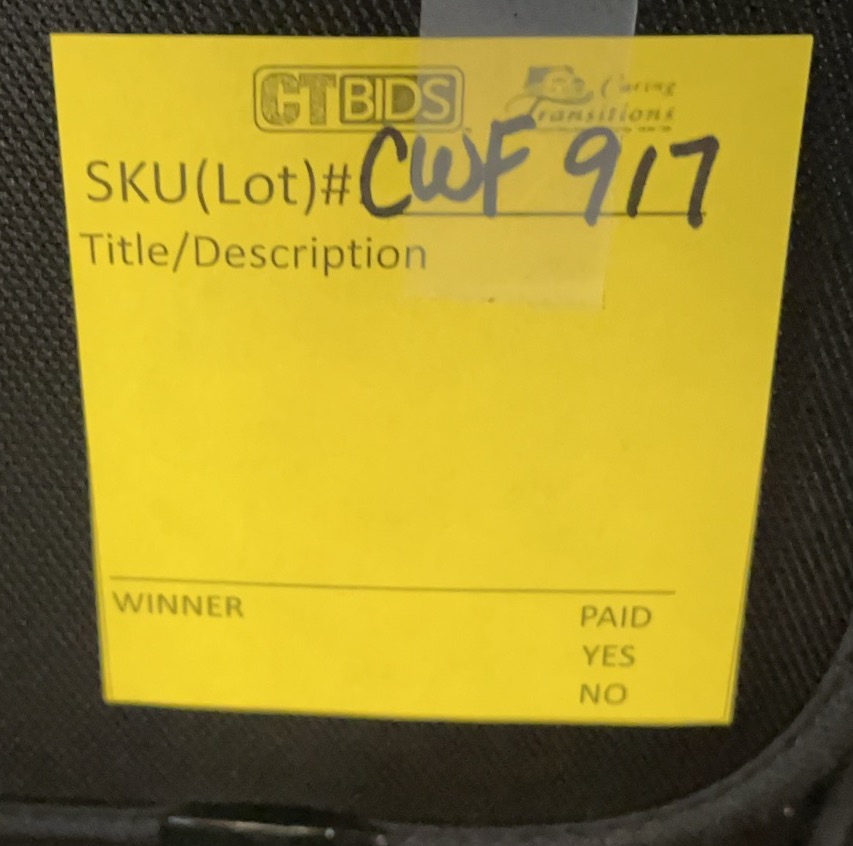 CTBIDS
Caring
Transitions
SKU(Lot)# CWF 917
Title/Description
WINNER
PAID
YES
NO